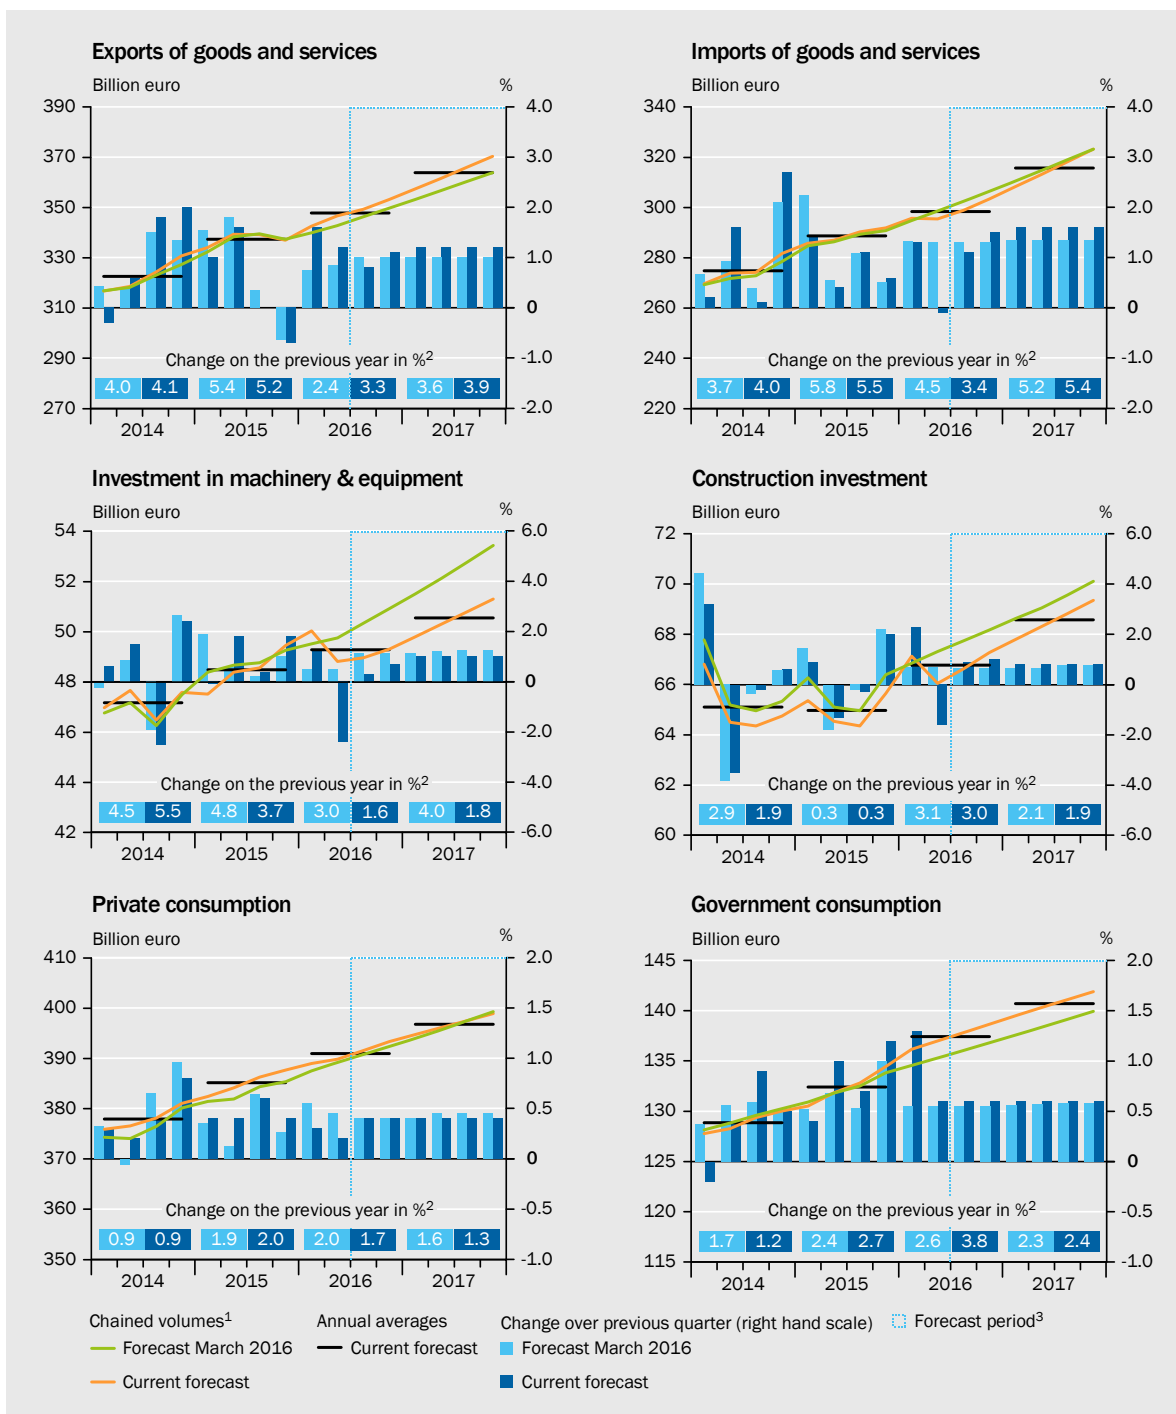 Exports of goods and services
Billion euro %
390 4.0
370 3.0
350 2.0
330 1.0
310 0
290 -1.0
Change on the previous year in %2
4.0 4.1 5.4 5.2 2.4 3.3 3.6 3.9
270 -2.0
2014 2015 2016 2017
Imports of goods and services
Billion euro %
340 4.0
320 3.0
300 2.0
280 1.0
260 0
240 -1.0
Change on the previous year in %2
3.7 4.0 5.8 5.5 4.5 3.4 5.2 5.4
220 -2.0
2014 2015 2016 2017
Investment in machinery & equipment
Billion euro %
54 6.0
52 4.0
50 2.0
48 0
46 -2.0
44 -4.0
Change on the previous year in %2
4.5 5.5 4.8 3.7 3.0 1.6 4.0 1.8
42 -6.0
2014 2015 2016 2017
Construction investment
Billion euro %
72 6.0
70 4.0
68 2.0
66 0
64 -2.0
62 -4.0
Change on the previous year in %2
2.9 1.9 0.3 0.3 3.1 3.0 2.1 1.9
60 -6.0
2014 2015 2016 2017
Private consumption
Billion euro %
410 2.0
400 1.5
390 1.0
380 0.5
370 0
360 -0.5
Change on the previous year in %2
0.9 0.9 1.9 2.0 2.0 1.7 1.6 1.3
350 -1.0
2014 2015 2016 2017
Government consumption
Billion euro %
145 2.0
140 1.5
135 1.0
130 0.5
125 0
120 -0.5
Change on the previous year in %2
1.7 1.2 2.4 2.7 2.6 3.8 2.3 2.4
115 -1.0
2014 2015 2016 2017
Chained volumes1 Annual averages Change over previous quarter (right hand scale) Forecast period3
Forecast March 2016 Current forecast Forecast March 2016
Current forecast Current forecast